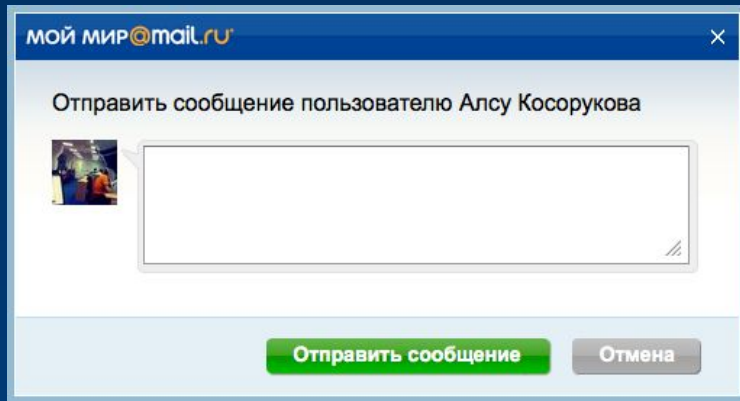 мой мир@mail.ru
Отправить сообщение пользователю Алсу Косорукова
Отправить сообщение
Отмена